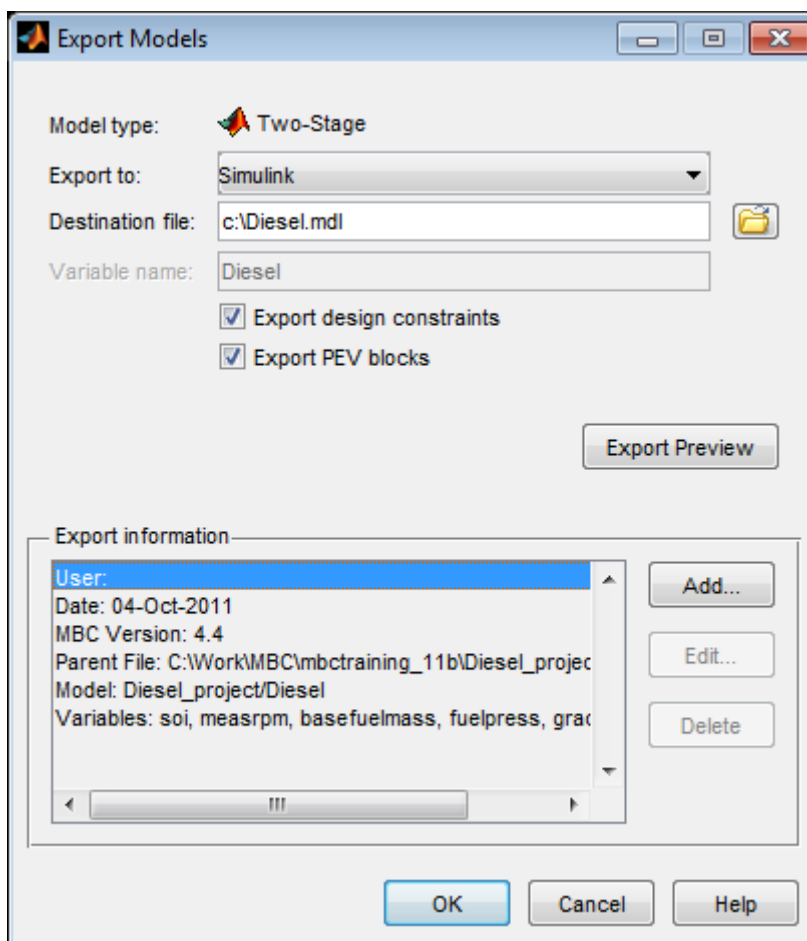 Export Models
Model type: Two-Stage
Export to: Simulink
Destination file: c:\Diesel.mdl
Variable name: Diesel
Export design constraints
Export PEV blocks
Export Preview
Export information
User:
Add...
Date: 04-Oct-2011
MBC Version: 4.4
Parent File: C:\Work\MBC\mbctraining_11b\Diesel_projec
Edit...
Model: Diesel_project/Diesel
Variables: soi, measrpm, basefuelmass, fuelpress, grac
Delete
OK Cancel Help